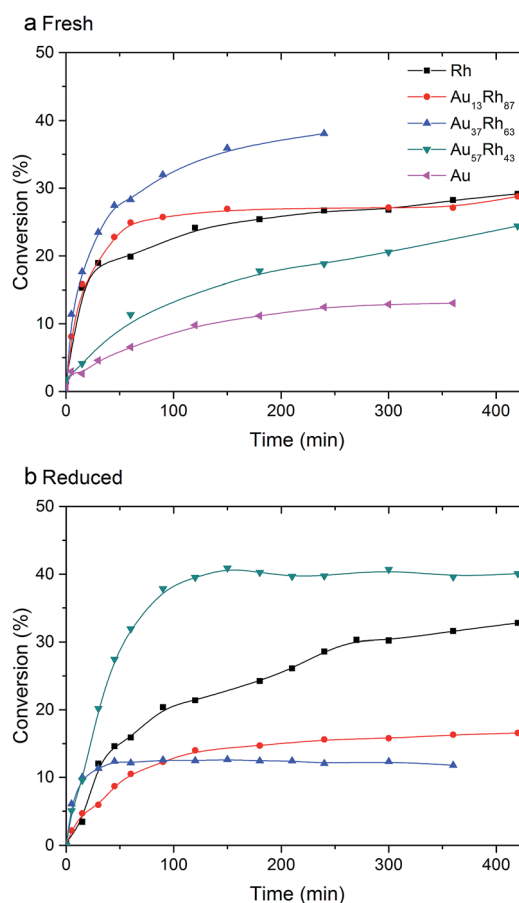 a Fresh
50
40
30
20
10
0
Conversion (%)
Rh
Au₁₃Rh₈₇
Au₃₇Rh₆₃
Au₅₇Rh₄₃
Au
0 100 200 300 400
Time (min)
b Reduced
50
40
30
20
10
0
Conversion (%)
0 100 200 300 400
Time (min)